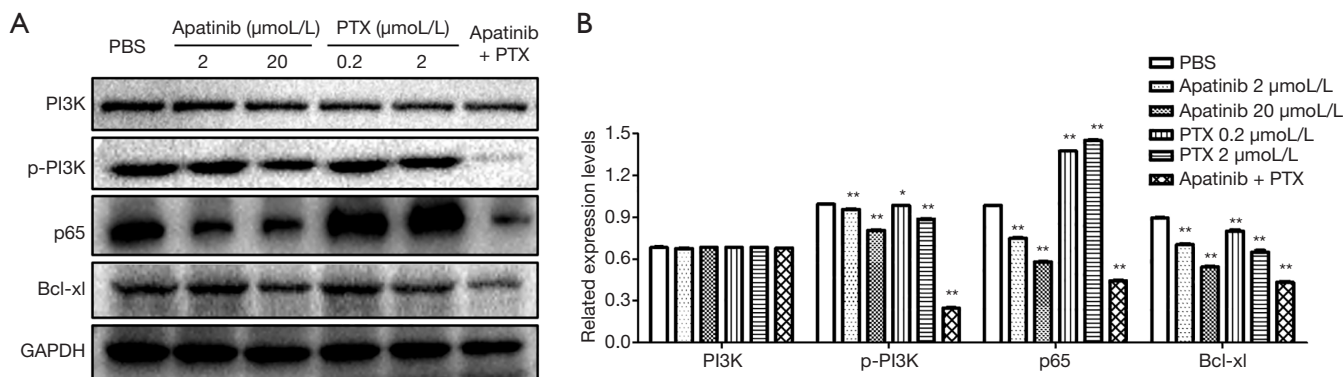 A
PBS
Apatinib (µmoL/L)
2 20
PTX (µmoL/L)
0.2 2
Apatinib
+ PTX
PI3K
p-PI3K
p65
Bcl-xl
GAPDH
B
PBS
Apatinib 2 µmoL/L
Apatinib 20 µmoL/L
PTX 0.2 µmoL/L
PTX 2 µmoL/L
Apatinib + PTX
Related expression levels
1.5
1.2
0.9
0.6
0.3
0.0
** ** * ** **
** ** ** ** **
** ** ** ** **
PI3K p-PI3K p65 Bcl-xl